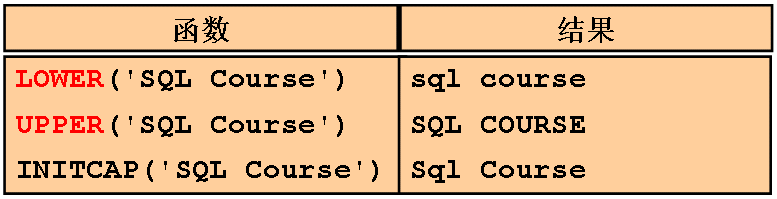 函数 结果
LOWER('SQL Course') sql course
UPPER('SQL Course') SQL COURSE
INITCAP('SQL Course') Sql Course